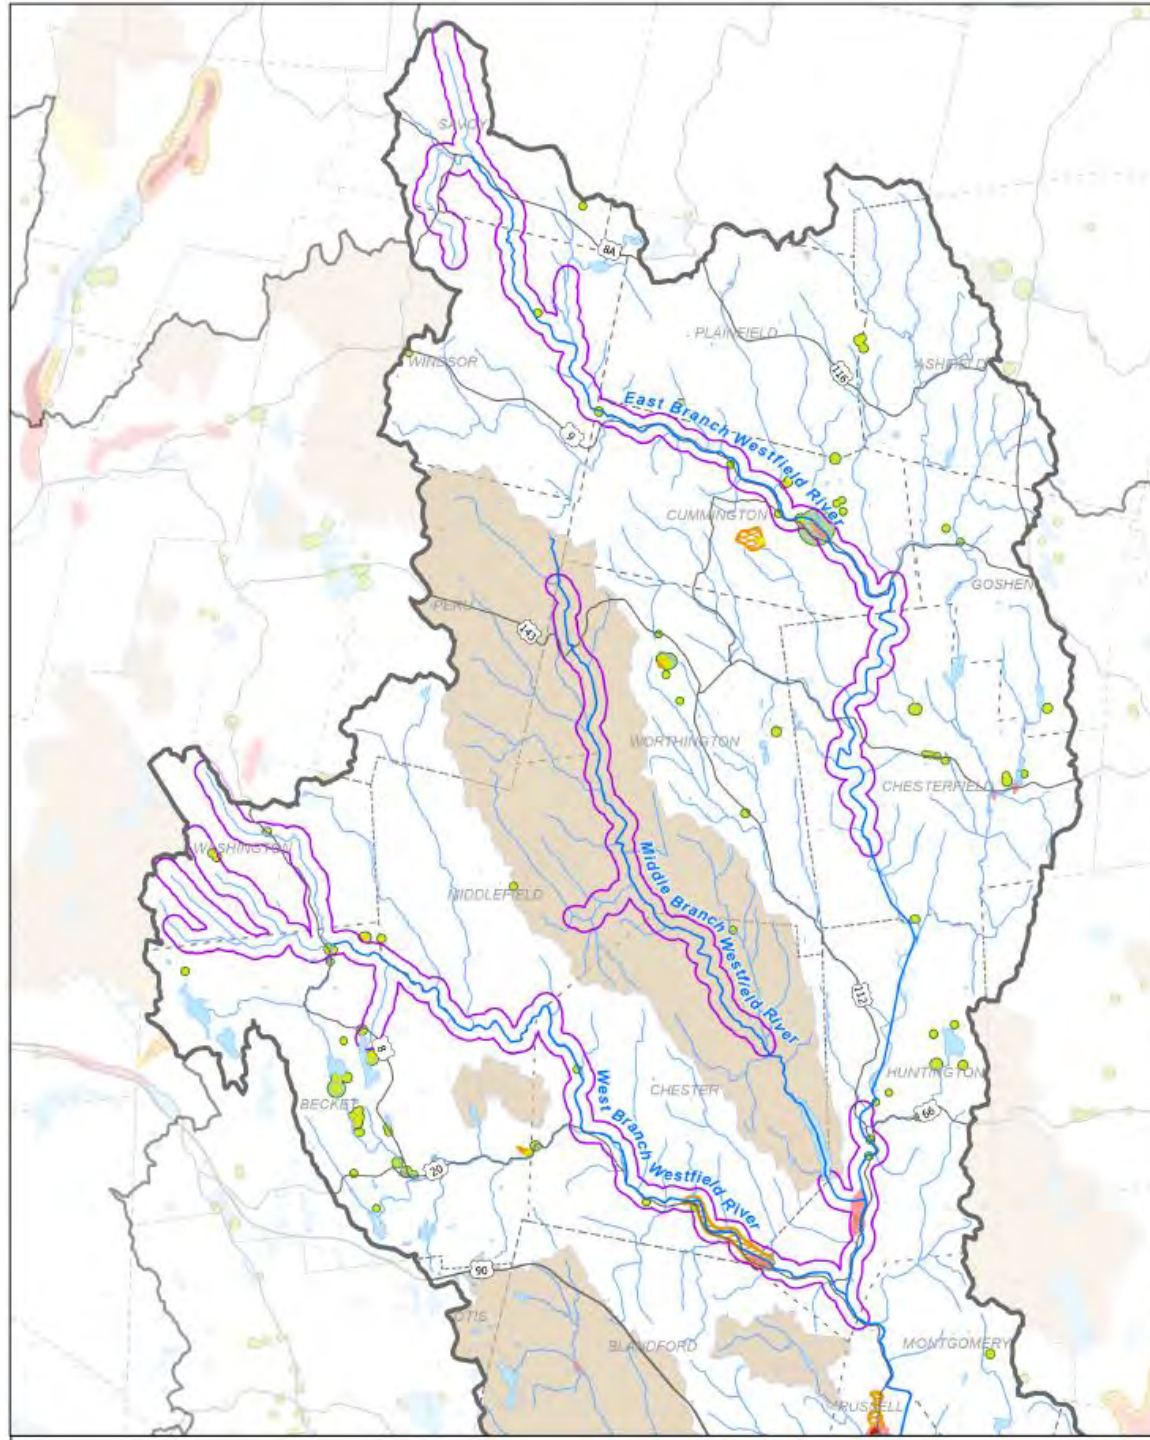 SAVOY
8A
PLAINFIELD
WINDSOR
ASHFIELD
116
East Branch Westfield River
9
CUMMINGTON
GOSHEN
PERU
143
WORTHINGTON
CHESTERFIELD
WASHINGTON
MIDDLEFIELD
Middle Branch Westfield River
112
8
HUNTINGTON
CHESTER
BECKET
66
West Branch Westfield River
20
90
OTIS
BLANDFORD
MONTGOMERY
RUSSELL